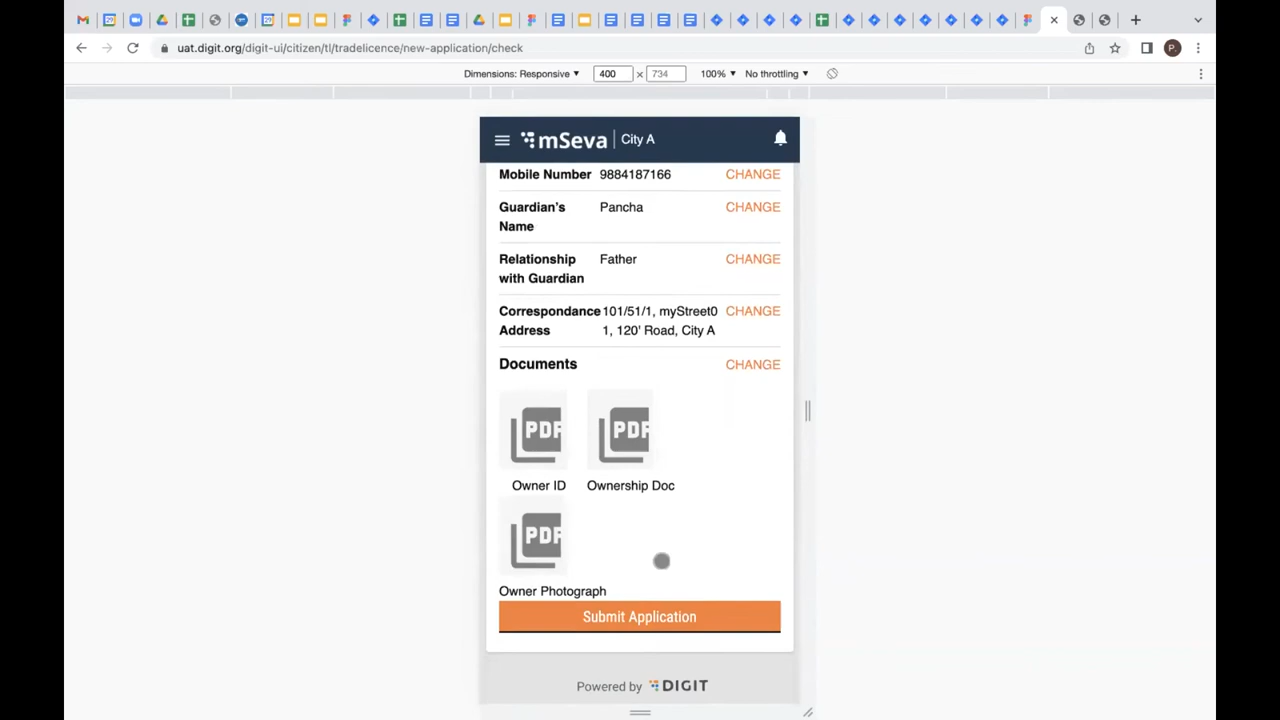 uat.digit.org/digit-ui/citizen/tl/tradelicence/new-application/check
P.
Dimensions: Responsive ▼ 400 × 734 100% ▼ No throttling ▼
mSeva | City A
Mobile Number 9884187166 CHANGE
Guardian's Pancha CHANGE
Name
Relationship Father CHANGE
with Guardian
Correspondance 101/51/1, myStreet0 CHANGE
Address 1, 120' Road, City A
Documents CHANGE
PDF PDF
Owner ID Ownership Doc
PDF
Owner Photograph
Submit Application
Powered by DIGIT